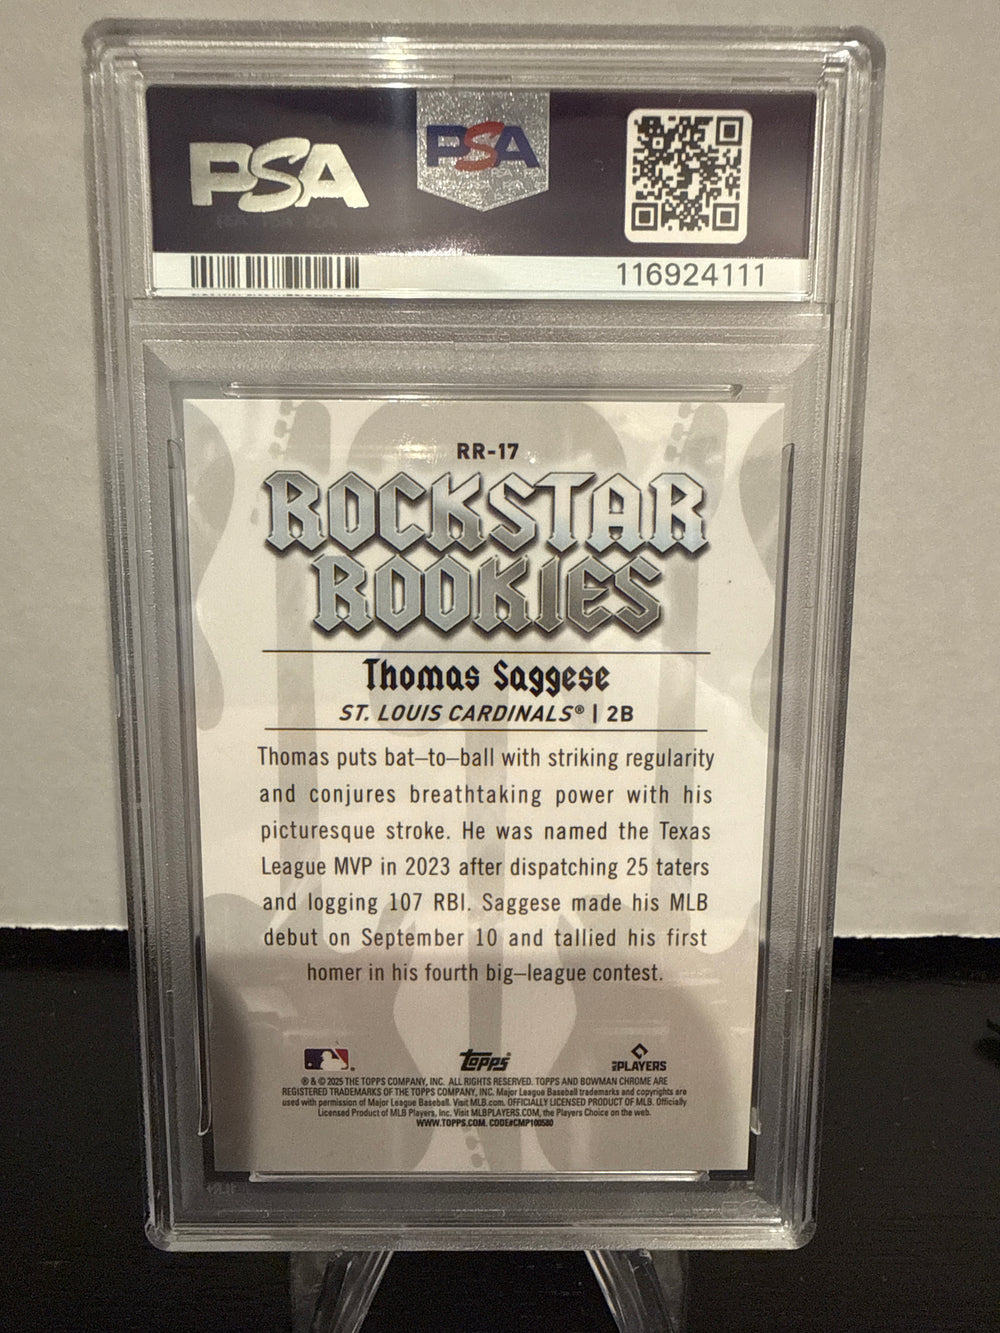 PSA
PSA
116924111
RR-17
ROCKSTAR
ROOKIES
Thomas Saggese
ST. LOUIS CARDINALS® | 2B
Thomas puts bat–to–ball with striking regularity
and conjures breathtaking power with his
picturesque stroke. He was named the Texas
League MVP in 2023 after dispatching 25 taters
and logging 107 RBI. Saggese made his MLB
debut on September 10 and tallied his first
homer in his fourth big–league contest.
topps®
MLB PLAYERS
® & © 2025 THE TOPPS COMPANY, INC. ALL RIGHTS RESERVED. TOPPS AND BOWMAN CHROME ARE
REGISTERED TRADEMARKS OF THE TOPPS COMPANY, INC. Major League Baseball trademarks and copyrights are
used with permission of Major League Baseball. Visit MLB.com. OFFICIALLY LICENSED PRODUCT OF MLB. Officially
Licensed Product of MLB Players, Inc. Visit MLBPLAYERS.COM, the Players Choice on the web.
WWW.TOPPS.COM. CODE#CMP100580